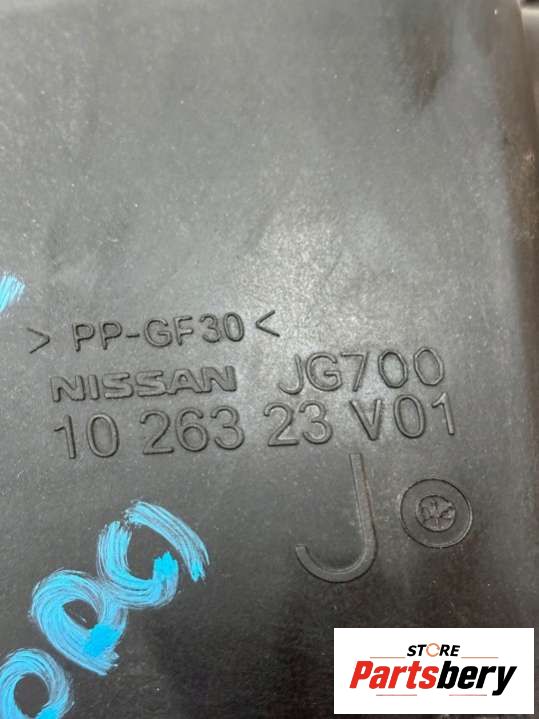 > PP-GF30 <
NISSAN JG700
10 263 23 V01
J
STORE
Partsbery